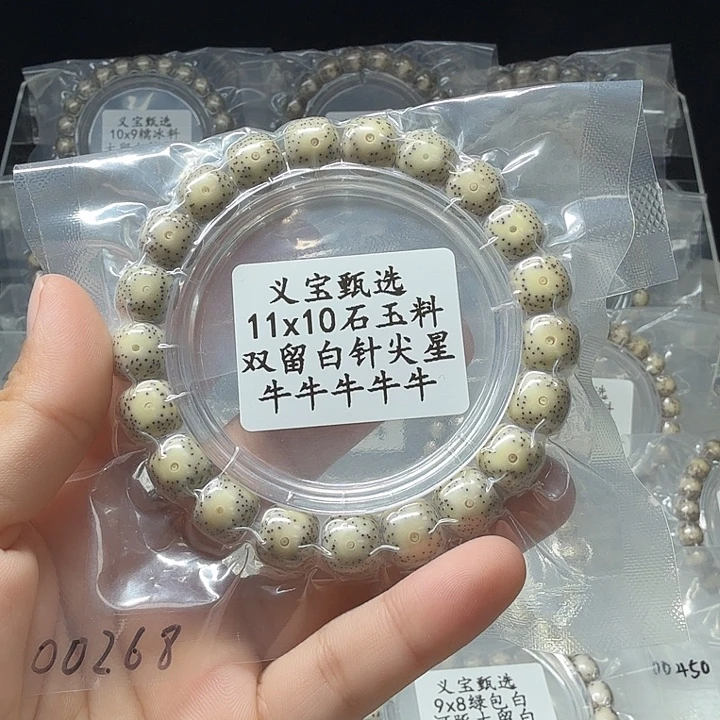 义宝甄选
10x9糯冰料
义宝甄选
11x10石玉料
双留白针尖星
牛牛牛牛牛
00268
00450
义宝甄选
9x8绿包白